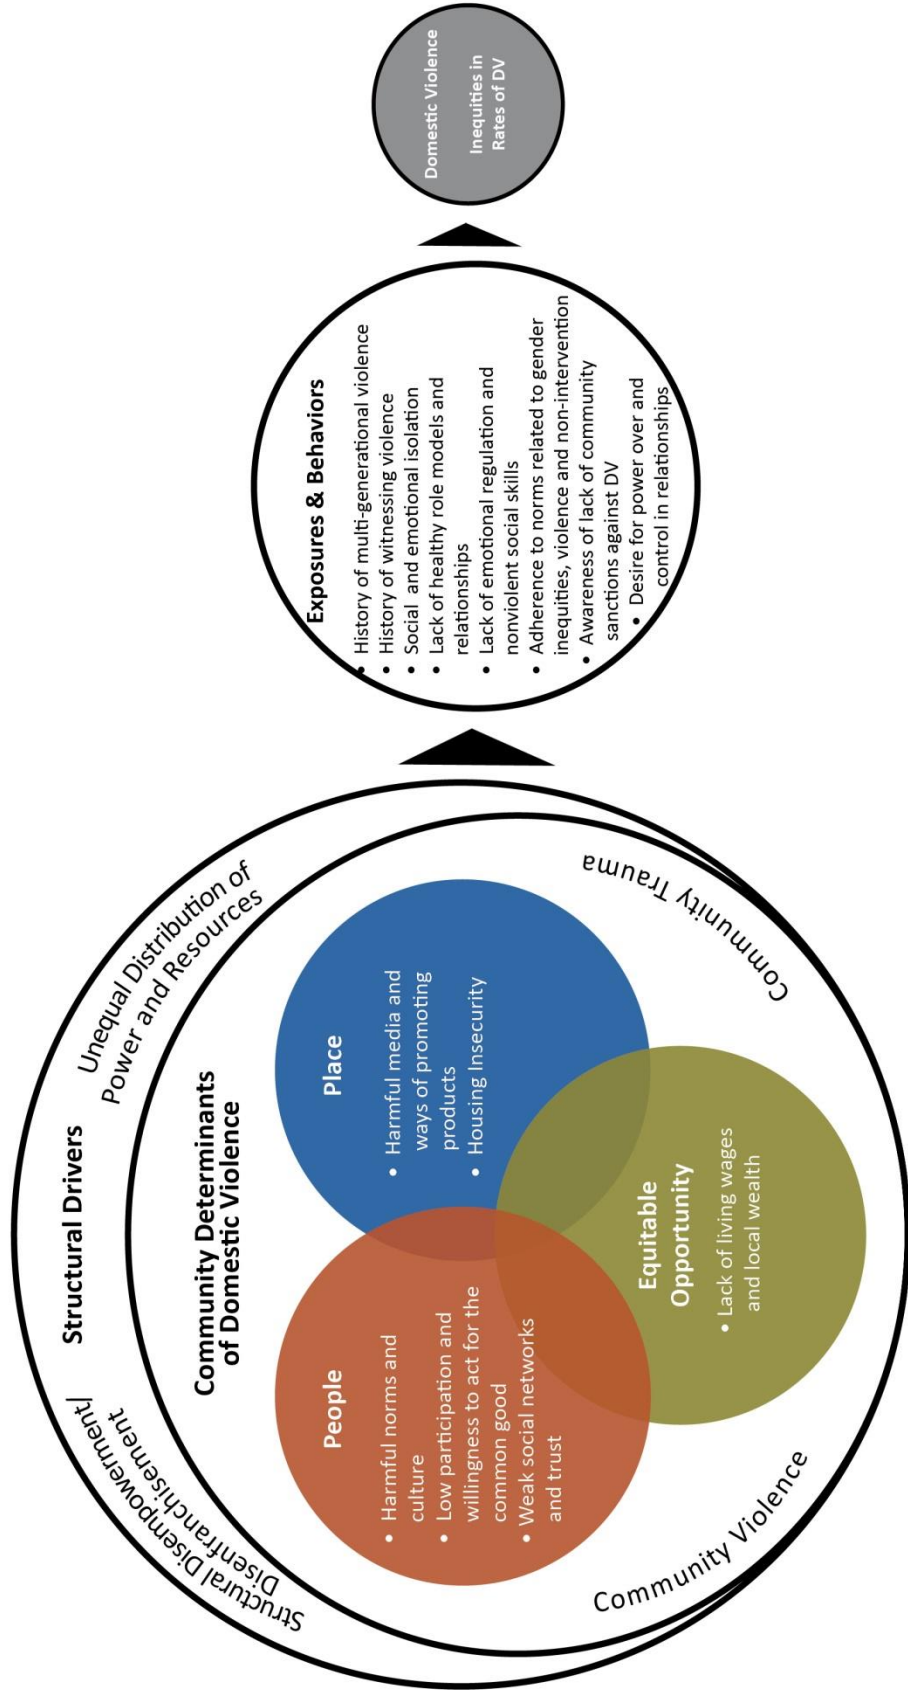 Structural Drivers
Structural Disempowerment|
Disenfranchisement
Unequal Distribution of
Power and Resources
Community Determinants
of Domestic Violence
People
• Harmful norms and
culture
• Low participation and
willingness to act for the
common good
• Weak social networks
and trust
Place
• Harmful media and
ways of promoting
products
• Housing Insecurity
Equitable
Opportunity
• Lack of living wages
and local wealth
Community Violence
Community Trauma
Exposures & Behaviors
• History of multi-generational violence
• History of witnessing violence
• Social and emotional isolation
• Lack of healthy role models and
relationships
• Lack of emotional regulation and
nonviolent social skills
• Adherence to norms related to gender
inequities, violence and non-intervention
• Awareness of lack of community
sanctions against DV
• Desire for power over and
control in relationships
Domestic Violence
Inequities in
Rates of DV